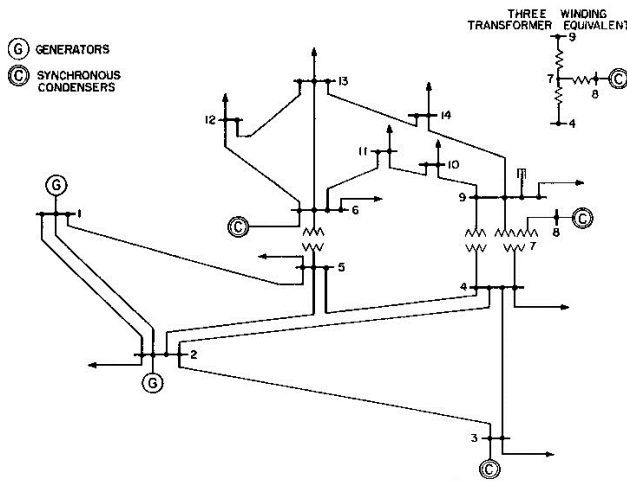 THREE WINDING
TRANSFORMER EQUIVALENT
9
7
C
8
4
G GENERATORS
C SYNCHRONOUS
CONDENSERS
13
14
12
11
10
G
9
C
6
8
C
1
7
5
4
2
G
3
C